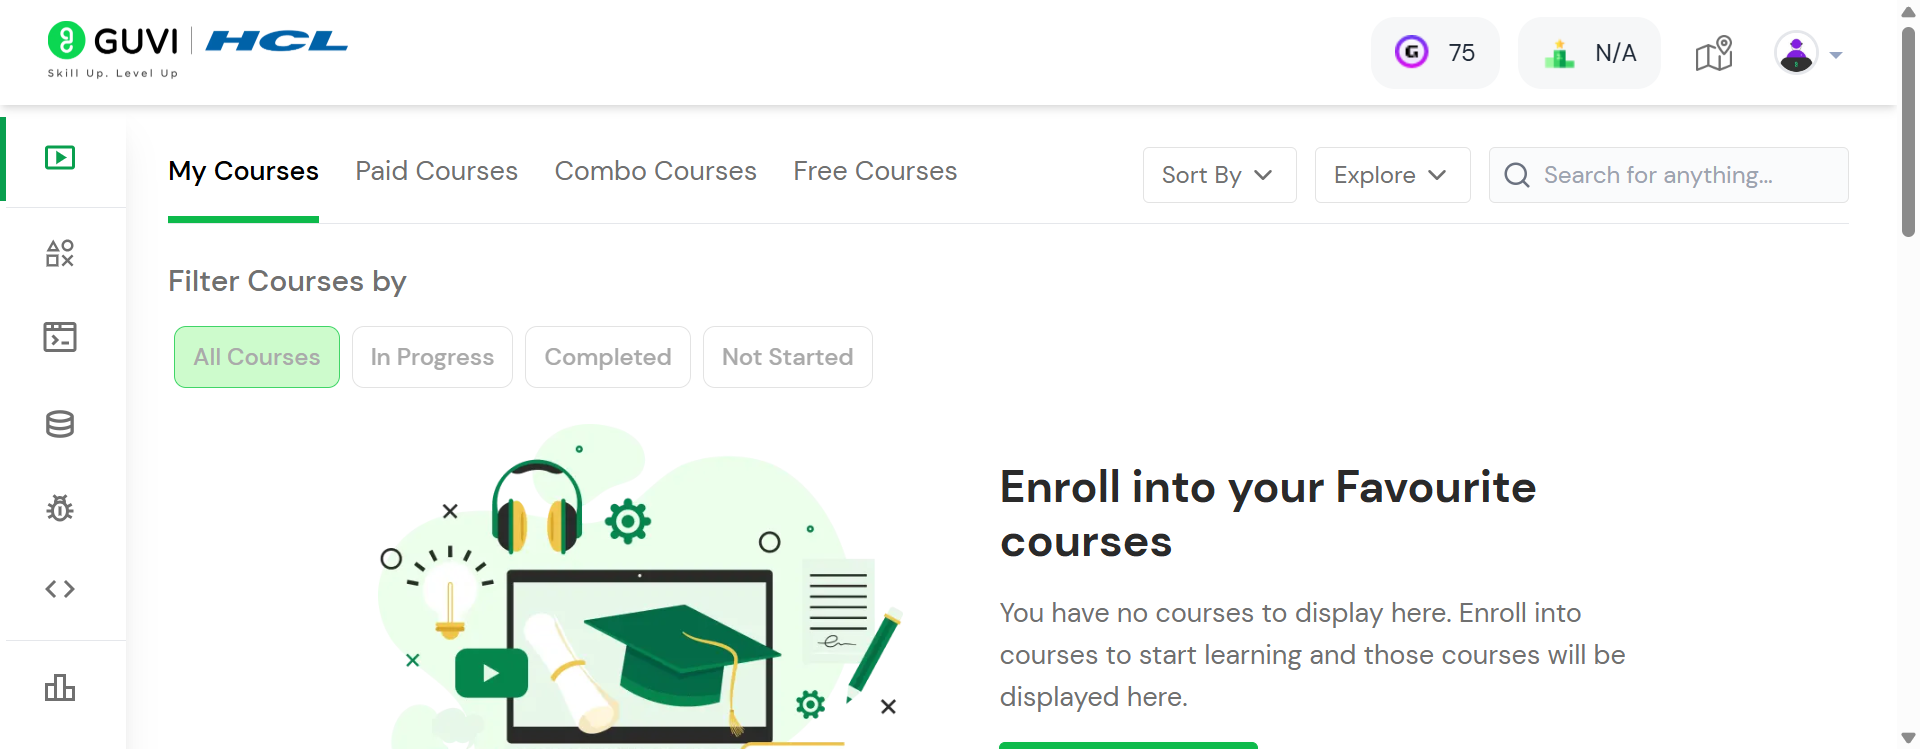 GUVI HCL
Skill Up. Level Up
G 75
N/A
My Courses Paid Courses Combo Courses Free Courses
Sort By Explore Search for anything...
Filter Courses by
All Courses In Progress Completed Not Started
Enroll into your Favourite
courses
You have no courses to display here. Enroll into
courses to start learning and those courses will be
displayed here.